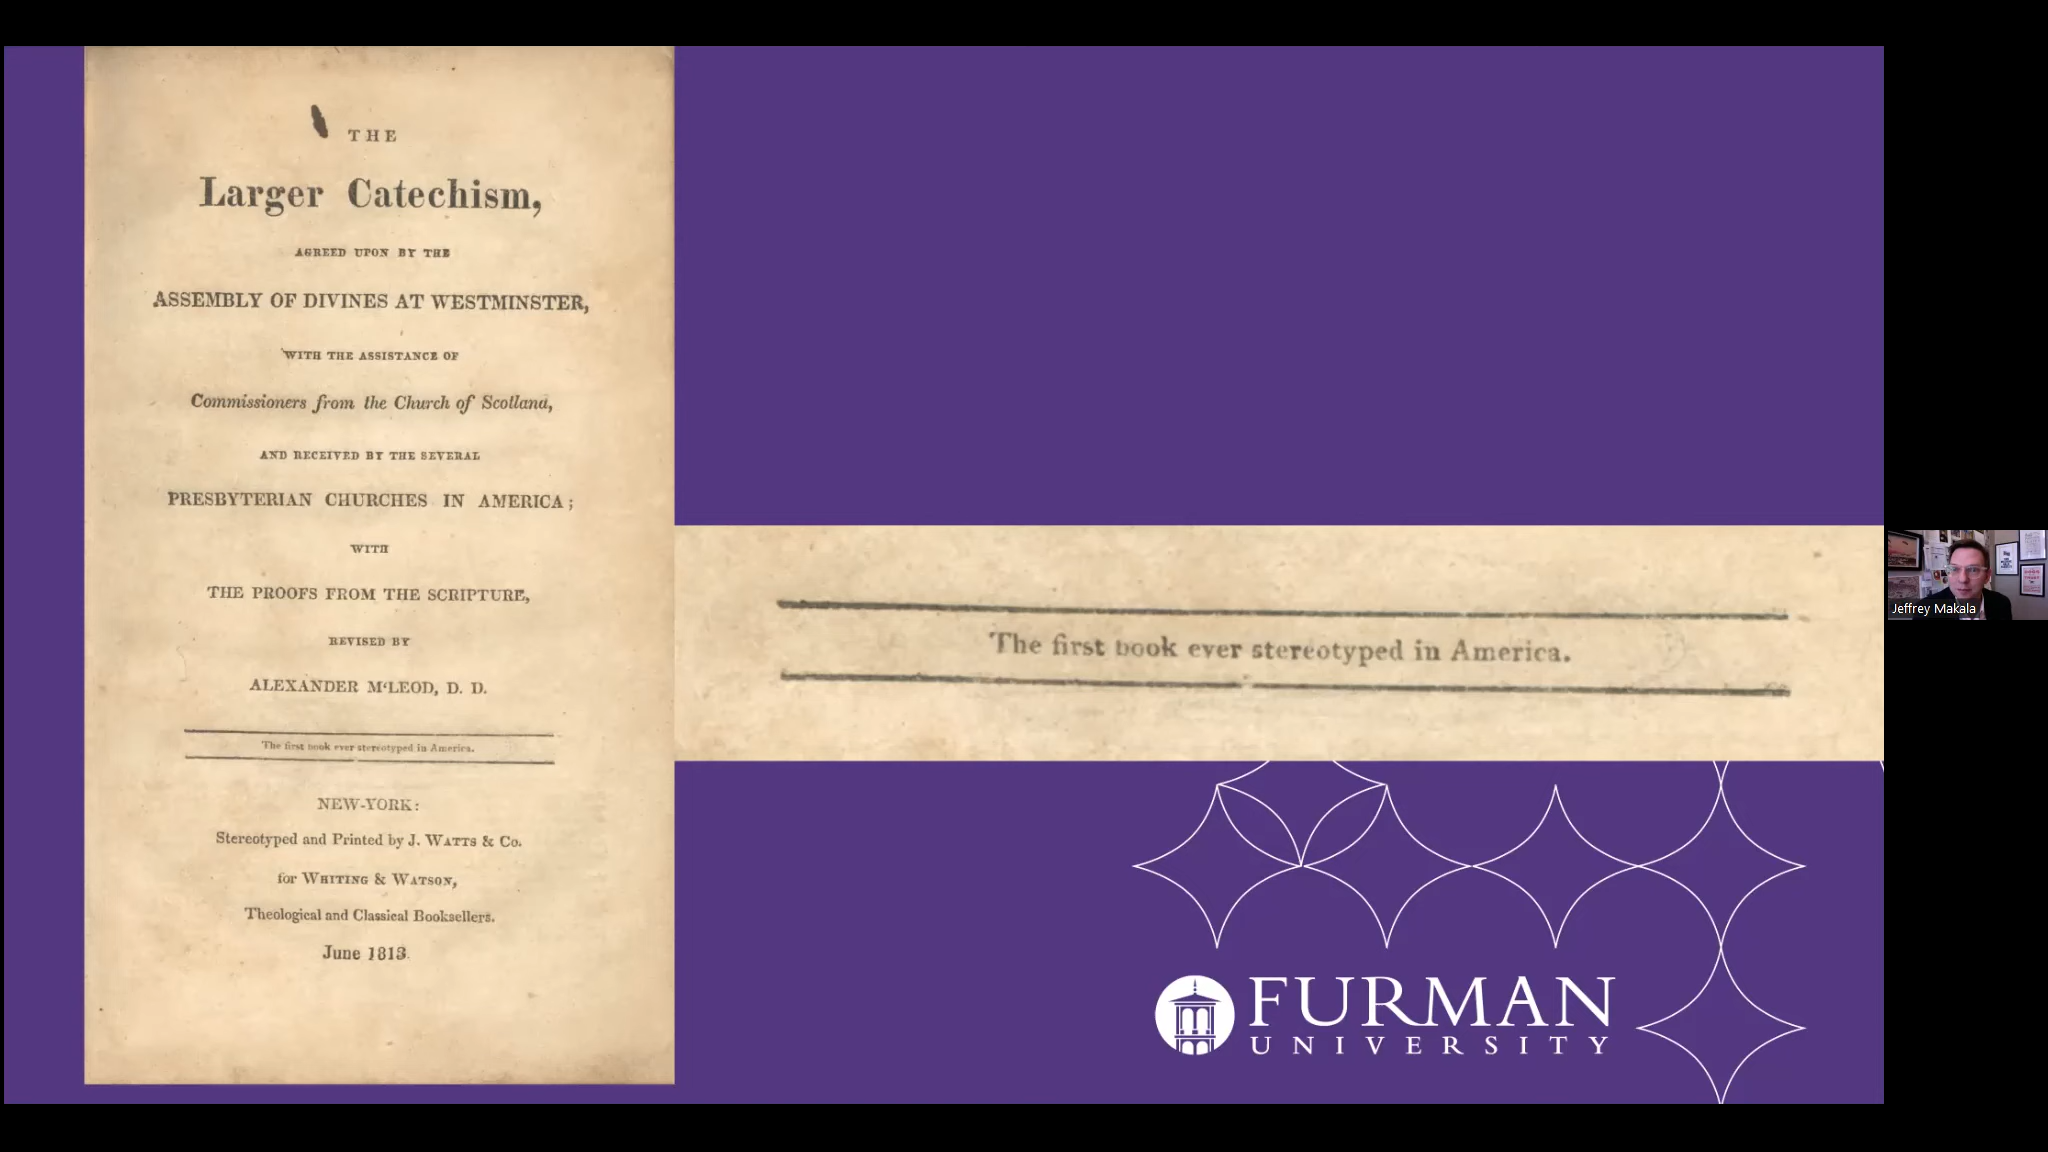 THE
Larger Catechism,
AGREED UPON BY THE
ASSEMBLY OF DIVINES AT WESTMINSTER,
WITH THE ASSISTANCE OF
Commissioners from the Church of Scotland,
AND RECEIVED BY THE SEVERAL
PRESBYTERIAN CHURCHES IN AMERICA;
WITH
THE PROOFS FROM THE SCRIPTURE,
REVISED BY
ALEXANDER M‘LEOD, D. D.
The first book ever stereotyped in America.
NEW-YORK:
Stereotyped and Printed by J. WATTS & Co.
for WHITING & WATSON,
Theological and Classical Booksellers.
June 1813.
The first book ever stereotyped in America.
FURMAN
UNIVERSITY
Jeffrey Makala